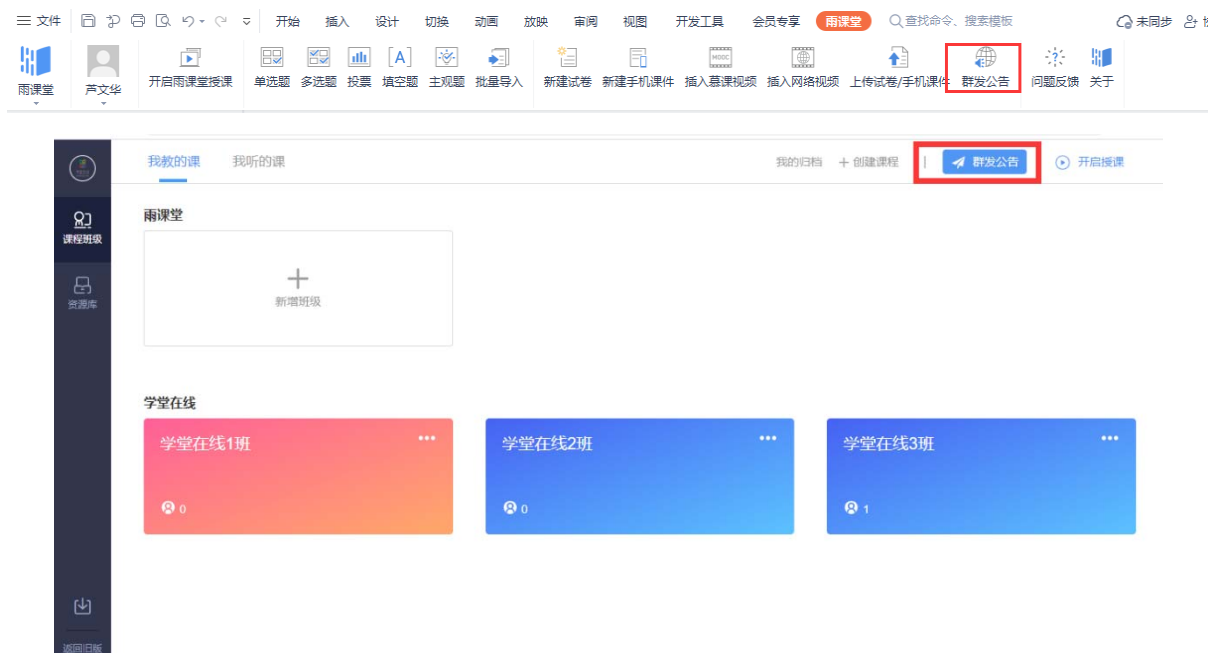 文件 开始 插入 设计 切换 动画 放映 审阅 视图 开发工具 会员专享 雨课堂 查找命令、搜索模板 未同步
雨课堂 芦文华 开启雨课堂授课 单选题 多选题 投票 填空题 主观题 批量导入 新建试卷 新建手机课件 插入慕课视频 插入网络视频 上传试卷/手机课件 群发公告 问题反馈 关于
我教的课 我听的课 我的归档 + 创建课程 | 群发公告 开启授课
课程班级
资源库
雨课堂
新增班级
学堂在线
学堂在线1班 学堂在线2班 学堂在线3班
0 0 1
返回旧版